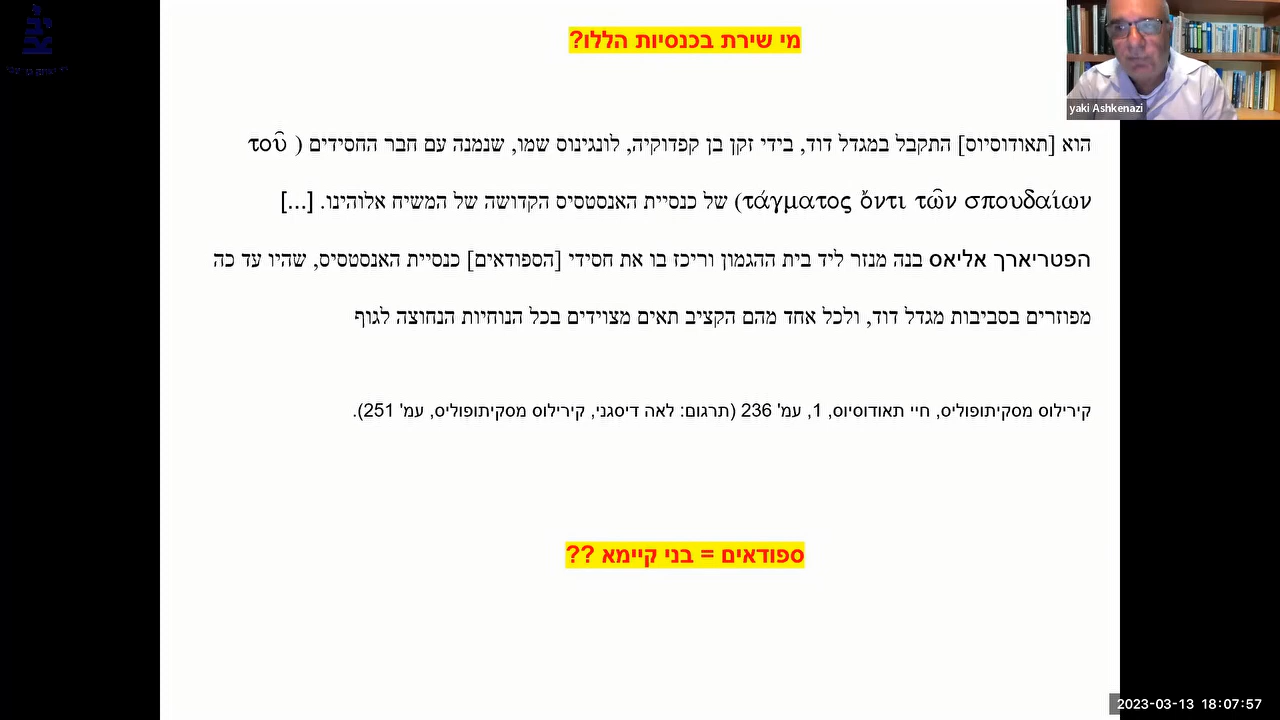 מי שירת בכנסיות הללו?
yaki Ashkenazi
הוא [תאודוסיוס] התקבל במגדל דוד, בידי זקן בן קפדוקיה, לונגינוס שמו, שנמנה עם חבר החסידים ( τοῦ
τάγματος ὄντι τῶν σπουδαίων) של כנסיית האנסטסיס הקדושה של המשיח אלוהינו. [...]
הפטריארך אליאס בנה מנזר ליד בית ההגמון וריכז בו את חסידי [הספודאים] כנסיית האנסטסיס, שהיו עד כה
מפוזרים בסביבות מגדל דוד, ולכל אחד מהם הקציב תאים מצוידים בכל הנוחיות הנחוצה לגוף
קירילוס מסקיתופוליס, חיי תאודוסיוס, 1, עמ' 236 (תרגום: לאה דיסגני, קירילוס מסקיתופוליס, עמ' 251).
ספודאים = בני קיימא ??
2023-03-13 18:07:57